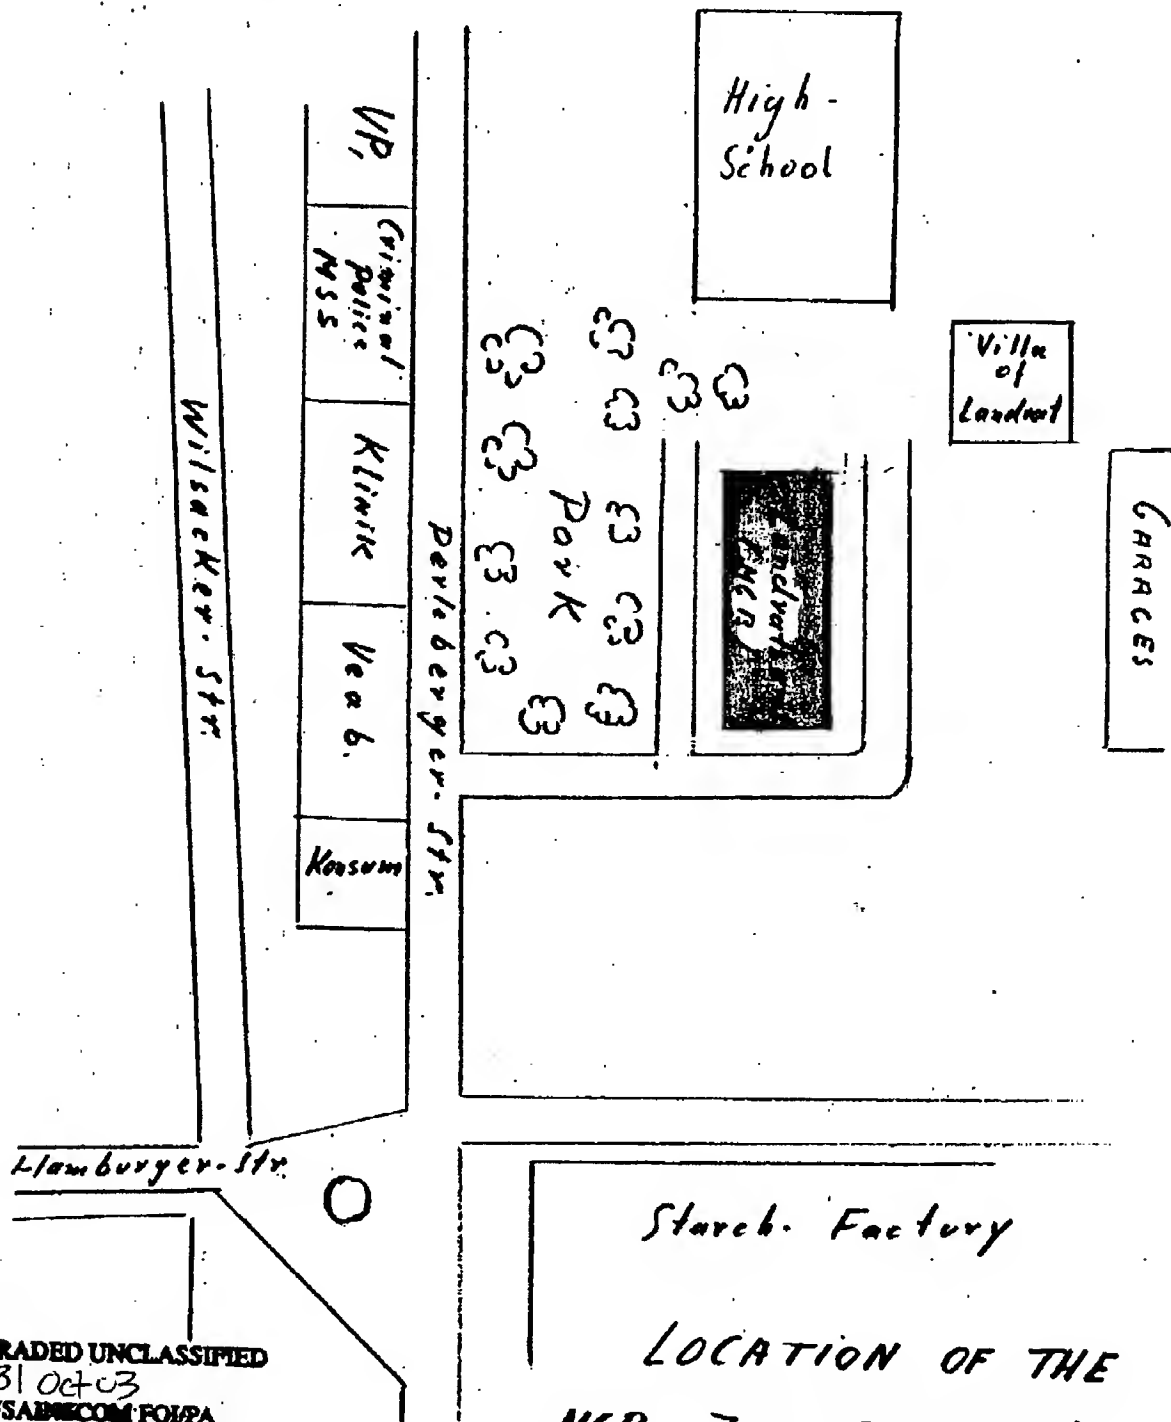 High-
School
VP,
Criminal
Police
MSS
Villa
of
Landrat
Wilsacker. Str.
Klinik
Park
GARAGES
Perleberger-Str.
Veab.
Konsum
Hamburger-Str.
Starch. Factory
LOCATION OF THE
RADED UNCLASSIFIED
31 Oct 03